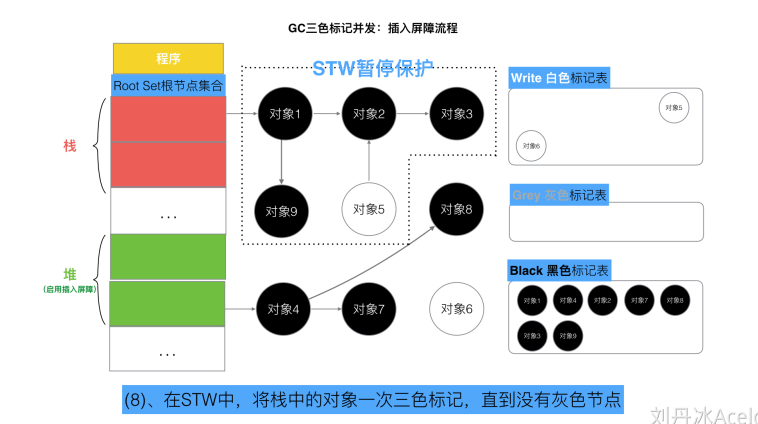 GC三色标记并发：插入屏障流程
程序
Root Set根节点集合
栈
...
堆
(启用插入屏障)
...
STW暂停保护
对象1
对象2
对象3
对象9
对象5
对象8
对象4
对象7
对象6
Write 白色标记表
对象5
对象6
Grey 灰色标记表
Black 黑色标记表
对象1 对象4 对象2 对象7 对象8
对象3 对象9
(8)、在STW中，将栈中的对象一次三色标记，直到没有灰色节点
刘丹冰Acelc